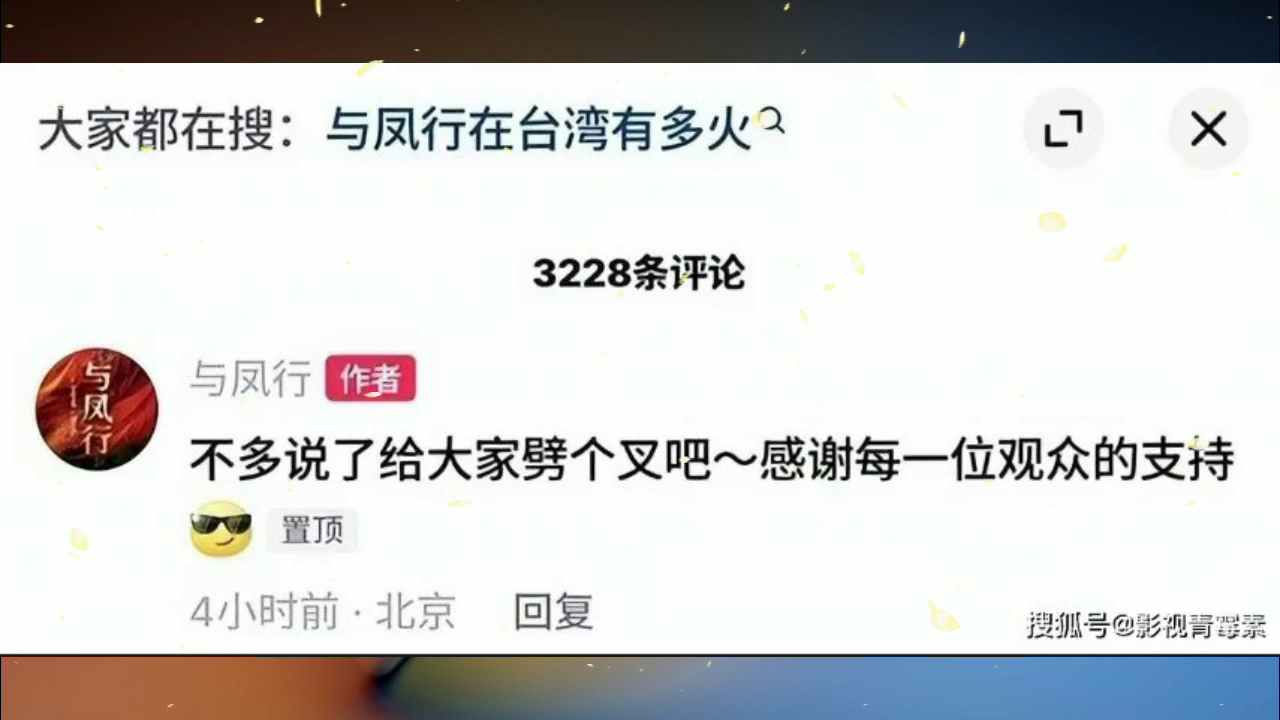 大家都在搜：与凤行在台湾有多火
3228条评论
与凤行
与凤行 作者
不多说了给大家劈个叉吧～感谢每一位观众的支持
置顶
4小时前 · 北京 回复
搜狐号@影视青霉素